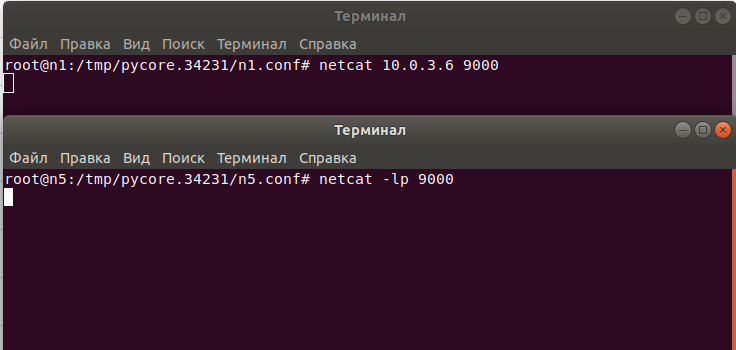 Терминал
Файл Правка Вид Поиск Терминал Справка
root@n1:/tmp/pycore.34231/n1.conf# netcat 10.0.3.6 9000
Терминал
Файл Правка Вид Поиск Терминал Справка
root@n5:/tmp/pycore.34231/n5.conf# netcat -lp 9000